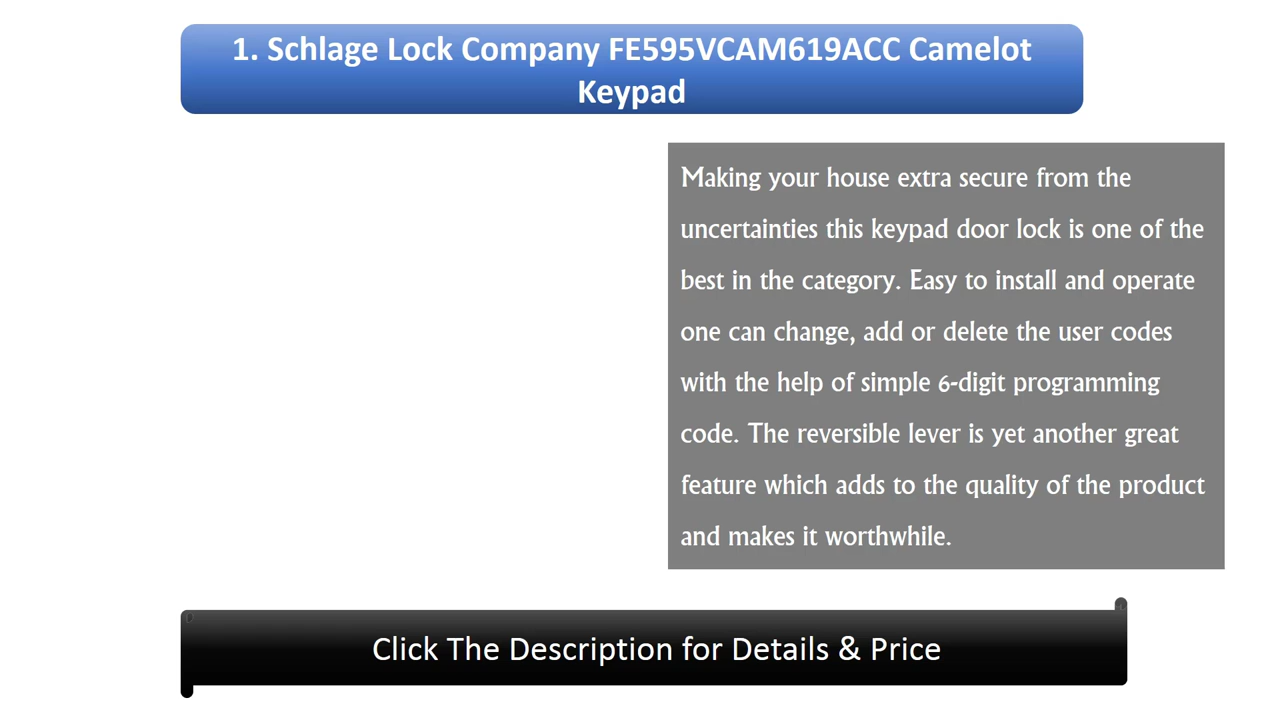 1. Schlage Lock Company FE595VCAM619ACC Camelot
Keypad
Making your house extra secure from the
uncertainties this keypad door lock is one of the
best in the category. Easy to install and operate
one can change, add or delete the user codes
with the help of simple 6-digit programming
code. The reversible lever is yet another great
feature which adds to the quality of the product
and makes it worthwhile.
Click The Description for Details & Price